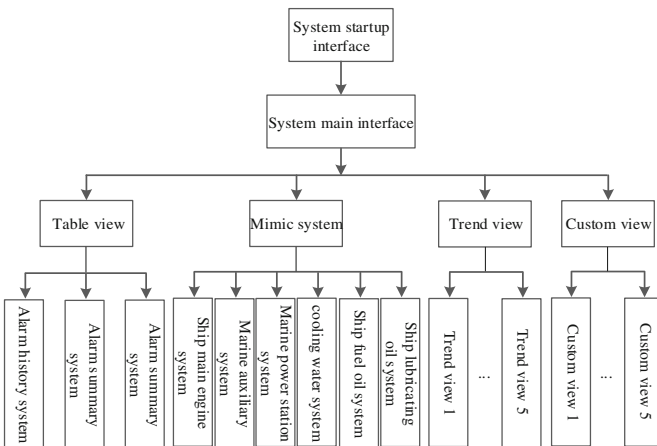 System startup
interface
System main interface
Table view
Mimic system
Trend view
Custom view
Alarm history system
Alarm summary
system
Alarm summary
system
Ship main engine
system
Marine auxiliary
system
Marine power station
system
cooling water system
Ship fuel oil system
Ship lubricating
oil system
Trend view 1
...
Trend view 5
Custom view 1
...
Custom view 5